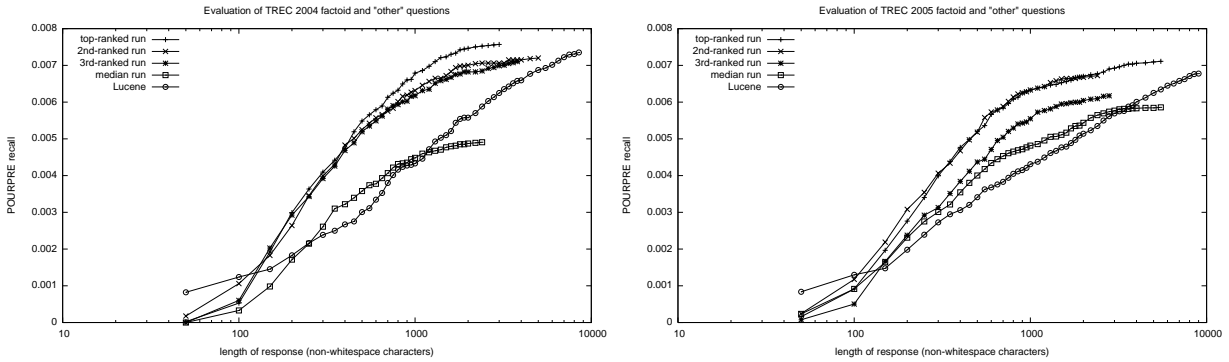 Evaluation of TREC 2004 factoid and "other" questions
0.008
0.007
0.006
0.005
0.004
0.003
0.002
0.001
0
POURPRE recall
top-ranked run
2nd-ranked run
3rd-ranked run
median run
Lucene
10 100 1000 10000
length of response (non-whitespace characters)
Evaluation of TREC 2005 factoid and "other" questions
0.008
0.007
0.006
0.005
0.004
0.003
0.002
0.001
0
POURPRE recall
top-ranked run
2nd-ranked run
3rd-ranked run
median run
Lucene
10 100 1000 10000
length of response (non-whitespace characters)